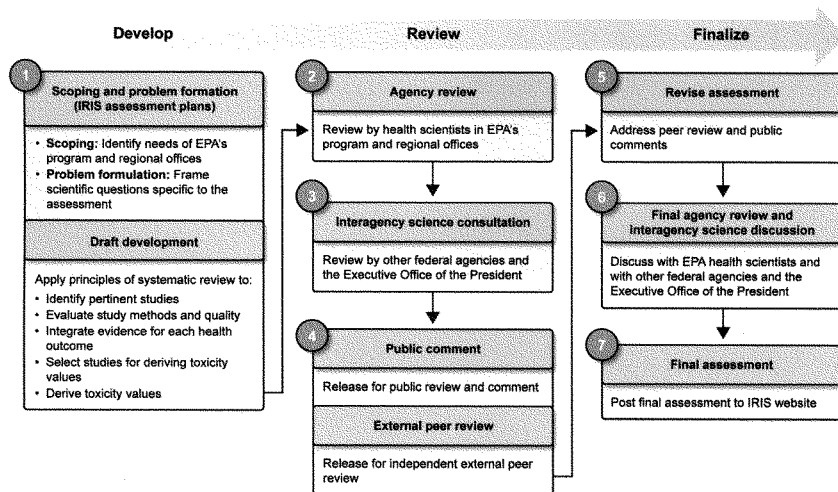 Develop
Review
Finalize
1
Scoping and problem formation
(IRIS assessment plans)
• Scoping: Identify needs of EPA's
program and regional offices
• Problem formulation: Frame
scientific questions specific to the
assessment
Draft development
Apply principles of systematic review to:
• Identify pertinent studies
• Evaluate study methods and quality
• Integrate evidence for each health
outcome
• Select studies for deriving toxicity
values
• Derive toxicity values
2
Agency review
Review by health scientists in EPA's
program and regional offices
3
Interagency science consultation
Review by other federal agencies and
the Executive Office of the President
4
Public comment
Release for public review and comment
External peer review
Release for independent external peer
review
5
Revise assessment
Address peer review and public
comments
6
Final agency review and
interagency science discussion
Discuss with EPA health scientists and
with other federal agencies and the
Executive Office of the President
7
Final assessment
Post final assessment to IRIS website